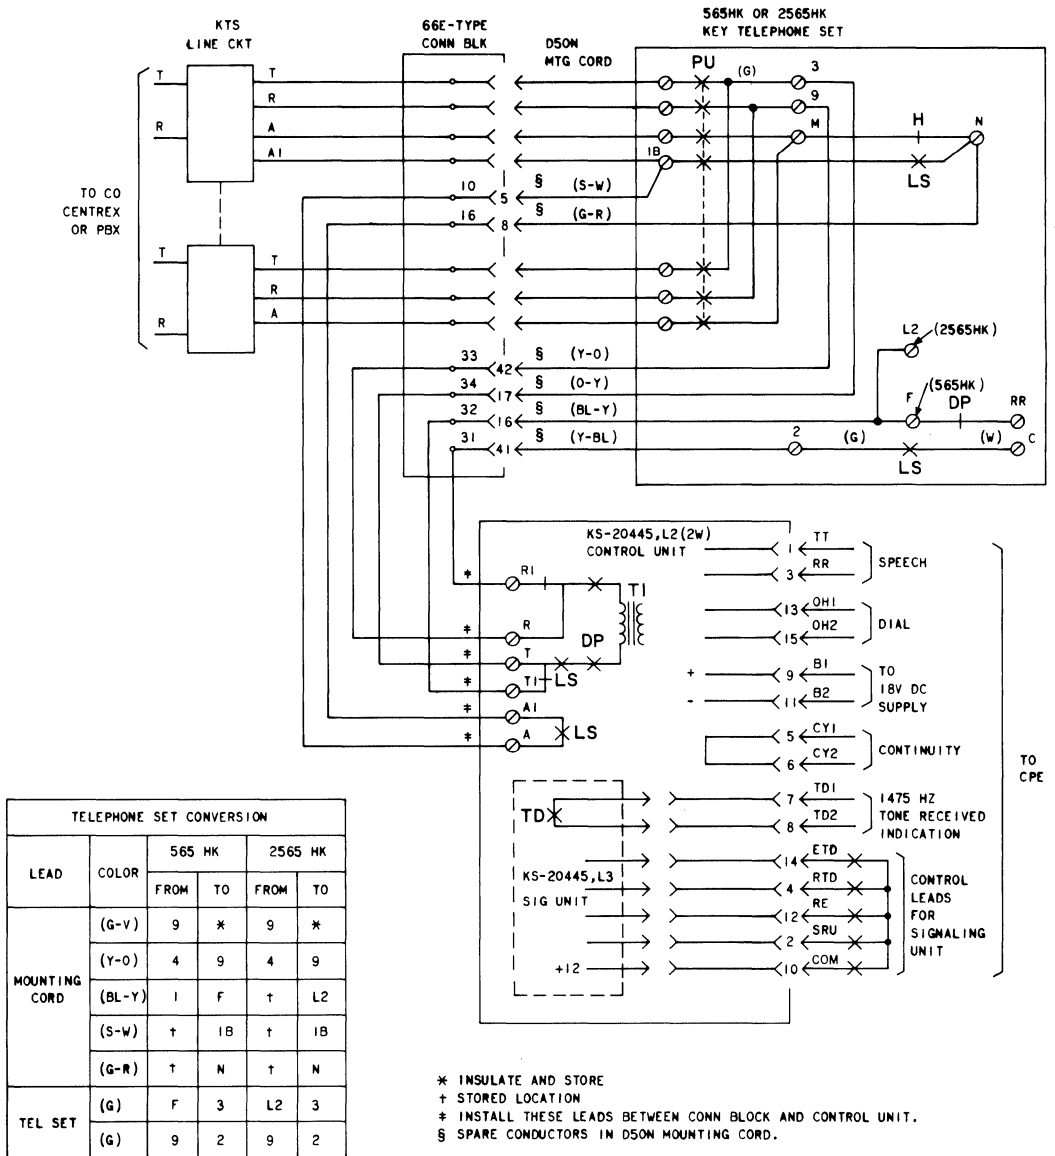 565HK OR 2565HK
KEY TELEPHONE SET
KTS
LINE CKT
66E-TYPE
CONN BLK
D50N
MTG CORD
PU
T
T
(G)
3
R
9
R
A
M
H
N
A1
1B
LS
TO CO
CENTREX
OR PBX
10
5
§
(S-W)
16
8
§
(G-R)
T
T
R
R
A
L2
(2565HK)
33
42
§
(Y-O)
34
17
§
(O-Y)
F
(565HK)
DP
RR
32
16
§
(BL-Y)
31
41
§
(Y-BL)
2
(G)
(W)
C
LS
KS-20445,L2(2W)
CONTROL UNIT
1
TT
3
RR
SPEECH
‡
R1
T1
13
OH1
15
OH2
DIAL
‡
R
DP
‡
T
LS
‡
T1
+
9
B1
-
11
B2
TO
18V DC
SUPPLY
‡
A1
‡
A
LS
5
CY1
6
CY2
CONTINUITY
TO
CPE
TD
7
TD1
8
TD2
1475 HZ
TONE RECEIVED
INDICATION
KS-20445,L3
SIG UNIT
14
ETD
4
RTD
12
RE
2
SRU
+12
10
COM
CONTROL
LEADS
FOR
SIGNALING
UNIT
TELEPHONE SET CONVERSION
LEAD COLOR 565 HK 2565 HK
FROM TO FROM TO
MOUNTING CORD
(G-V) 9 * 9 *
(Y-O) 4 9 4 9
(BL-Y) 1 F † L2
(S-W) † 1B † 1B
(G-R) † N † N
TEL SET
(G) F 3 L2 3
(G) 9 2 9 2
* INSULATE AND STORE
† STORED LOCATION
‡ INSTALL THESE LEADS BETWEEN CONN BLOCK AND CONTROL UNIT.
§ SPARE CONDUCTORS IN D50N MOUNTING CORD.